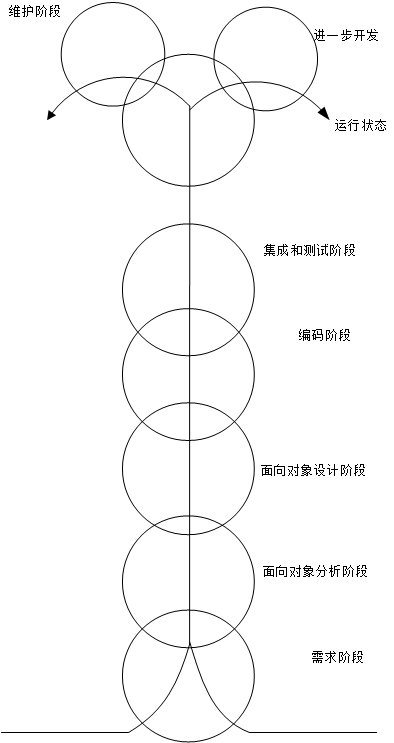 维护阶段
进一步开发
运行状态
集成和测试阶段
编码阶段
面向对象设计阶段
面向对象分析阶段
需求阶段